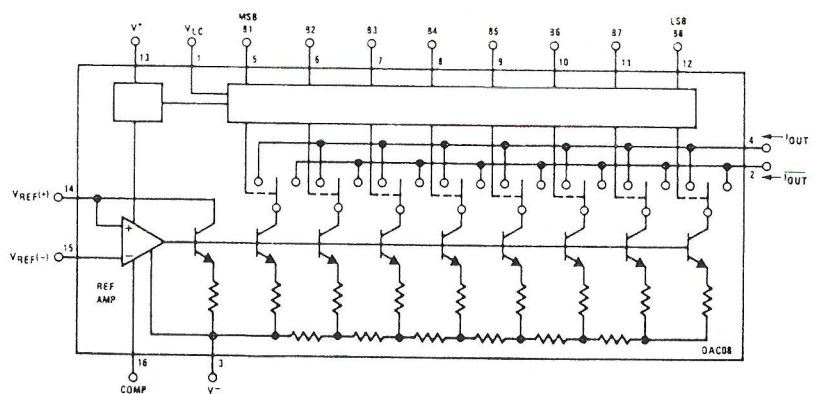 V+
VLC
MSB
B1
B2
B3
B4
B5
B6
B7
LSB
B8
13
1
5
6
7
8
9
10
11
12
4
IOUT
2
IOUT
VREF(+)
14
+
VREF(-)
15
−
REF
AMP
DAC08
16
3
COMP
V−